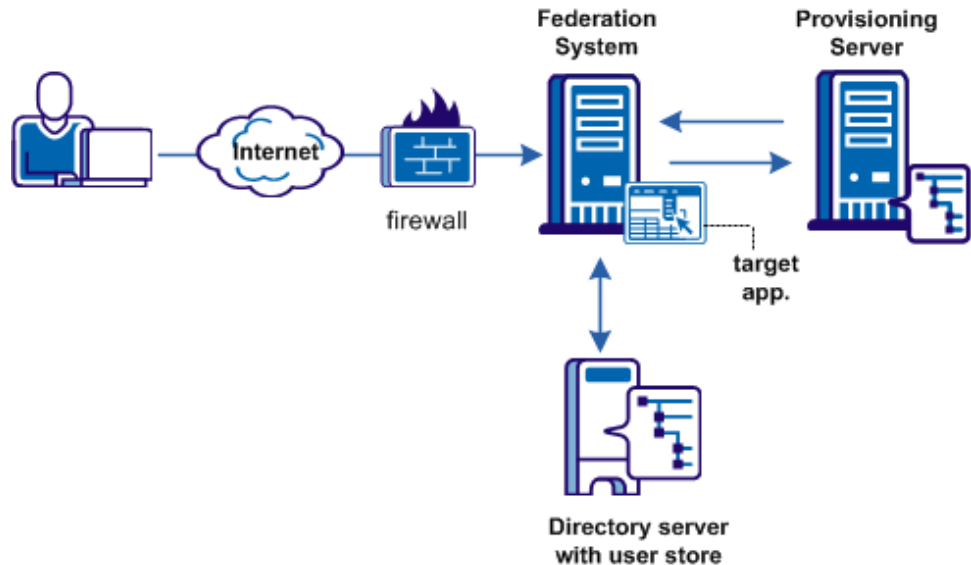 Federation
System
Provisioning
Server
Internet
firewall
target
app.
Directory server
with user store